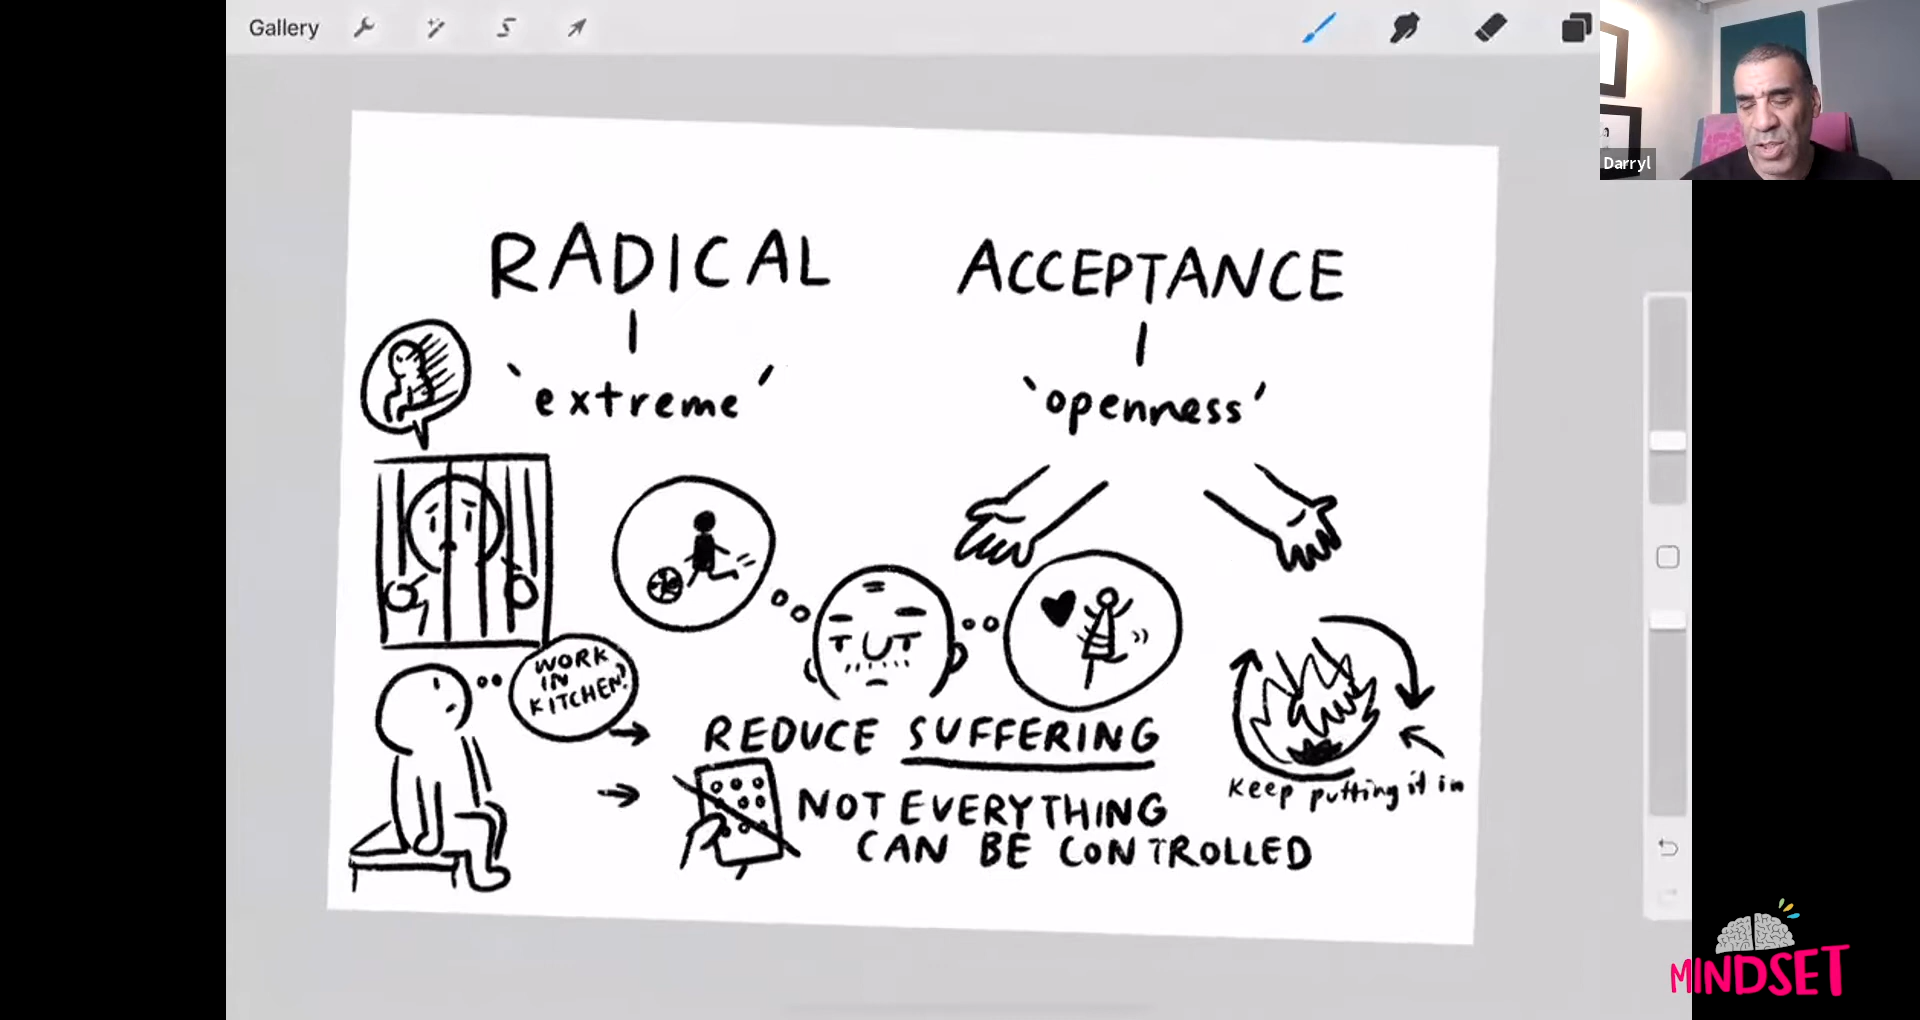 Gallery
Darryl
RADICAL ACCEPTANCE
'extreme' 'openness'
WORK
IN
KITCHEN?
REDUCE SUFFERING
Keep putting it in
NOT EVERYTHING
CAN BE CONTROLLED
MINDSET